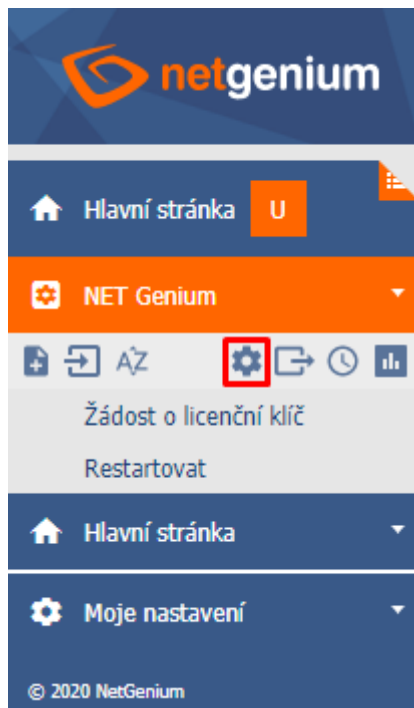 netgenium
Hlavní stránka U
NET Genium
AZ
Žádost o licenční klíč
Restartovat
Hlavní stránka
Moje nastavení
© 2020 NetGenium